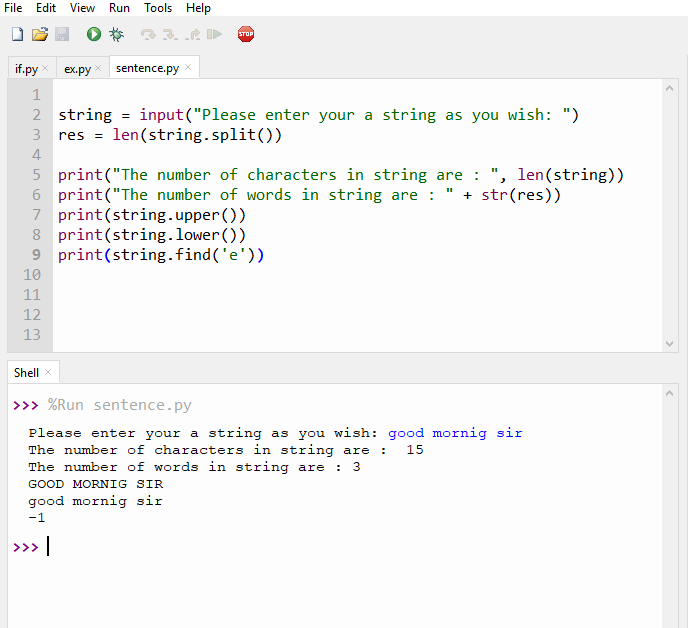 File Edit View Run Tools Help
STOP
if.py × ex.py × sentence.py ×
1
2 string = input("Please enter your a string as you wish: ")
3 res = len(string.split())
4
5 print("The number of characters in string are : ", len(string))
6 print("The number of words in string are : " + str(res))
7 print(string.upper())
8 print(string.lower())
9 print(string.find('e'))
10
11
12
13
Shell ×
>>> %Run sentence.py
Please enter your a string as you wish: good mornig sir
The number of characters in string are :  15
The number of words in string are : 3
GOOD MORNIG SIR
good mornig sir
-1
>>>